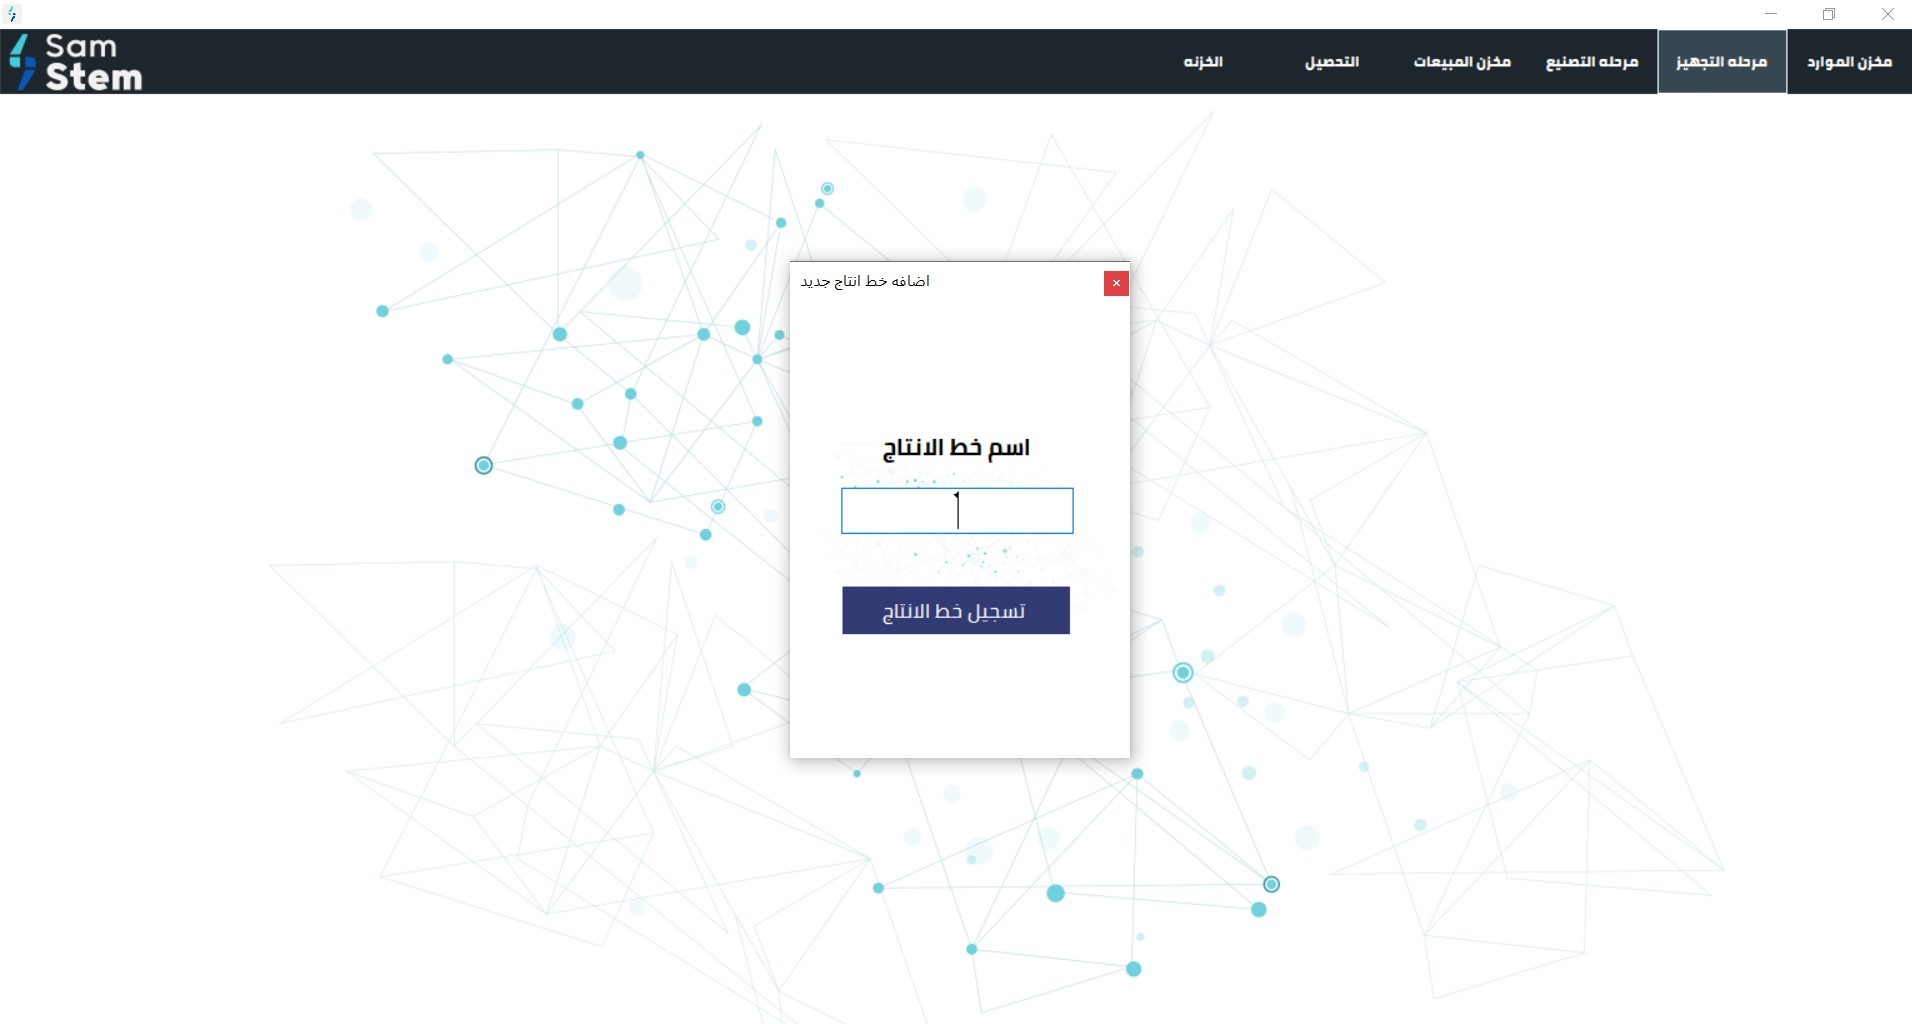 Sam
Stem
مخزن الموارد
مرحله التجهيز
مرحله التصنيع
مخزن المبيعات
التحصيل
الخزنه
اضافه خط انتاج جديد
اسم خط الانتاج
تسجيل خط الانتاج